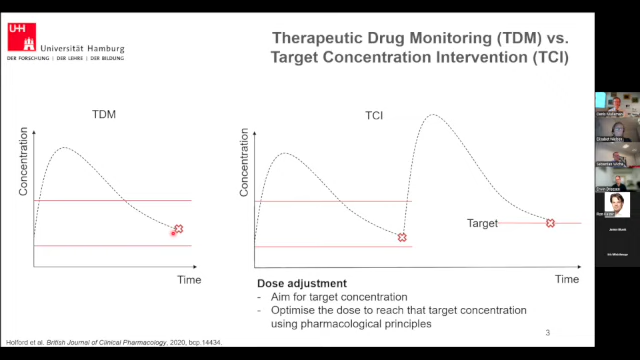 UH
Universität Hamburg
DER FORSCHUNG | DER LEHRE | DER BILDUNG
Therapeutic Drug Monitoring (TDM) vs.
Target Concentration Intervention (TCI)
TDM
Concentration
Time
TCI
Concentration
Target
Time
Dose adjustment
- Aim for target concentration
- Optimise the dose to reach that target concentration
using pharmacological principles
3
Holford et al. British Journal of Clinical Pharmacology. 2020, bcp.14434.